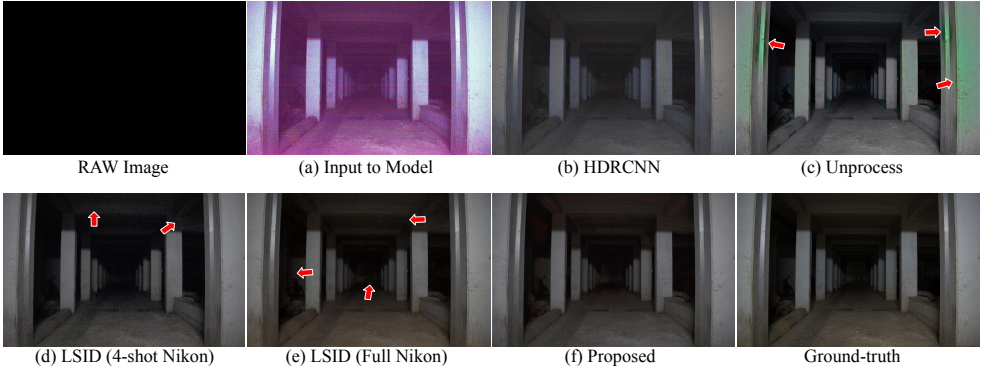 RAW Image
(a) Input to Model
(b) HDRCNN
(c) Unprocess
(d) LSID (4-shot Nikon)
(e) LSID (Full Nikon)
(f) Proposed
Ground-truth